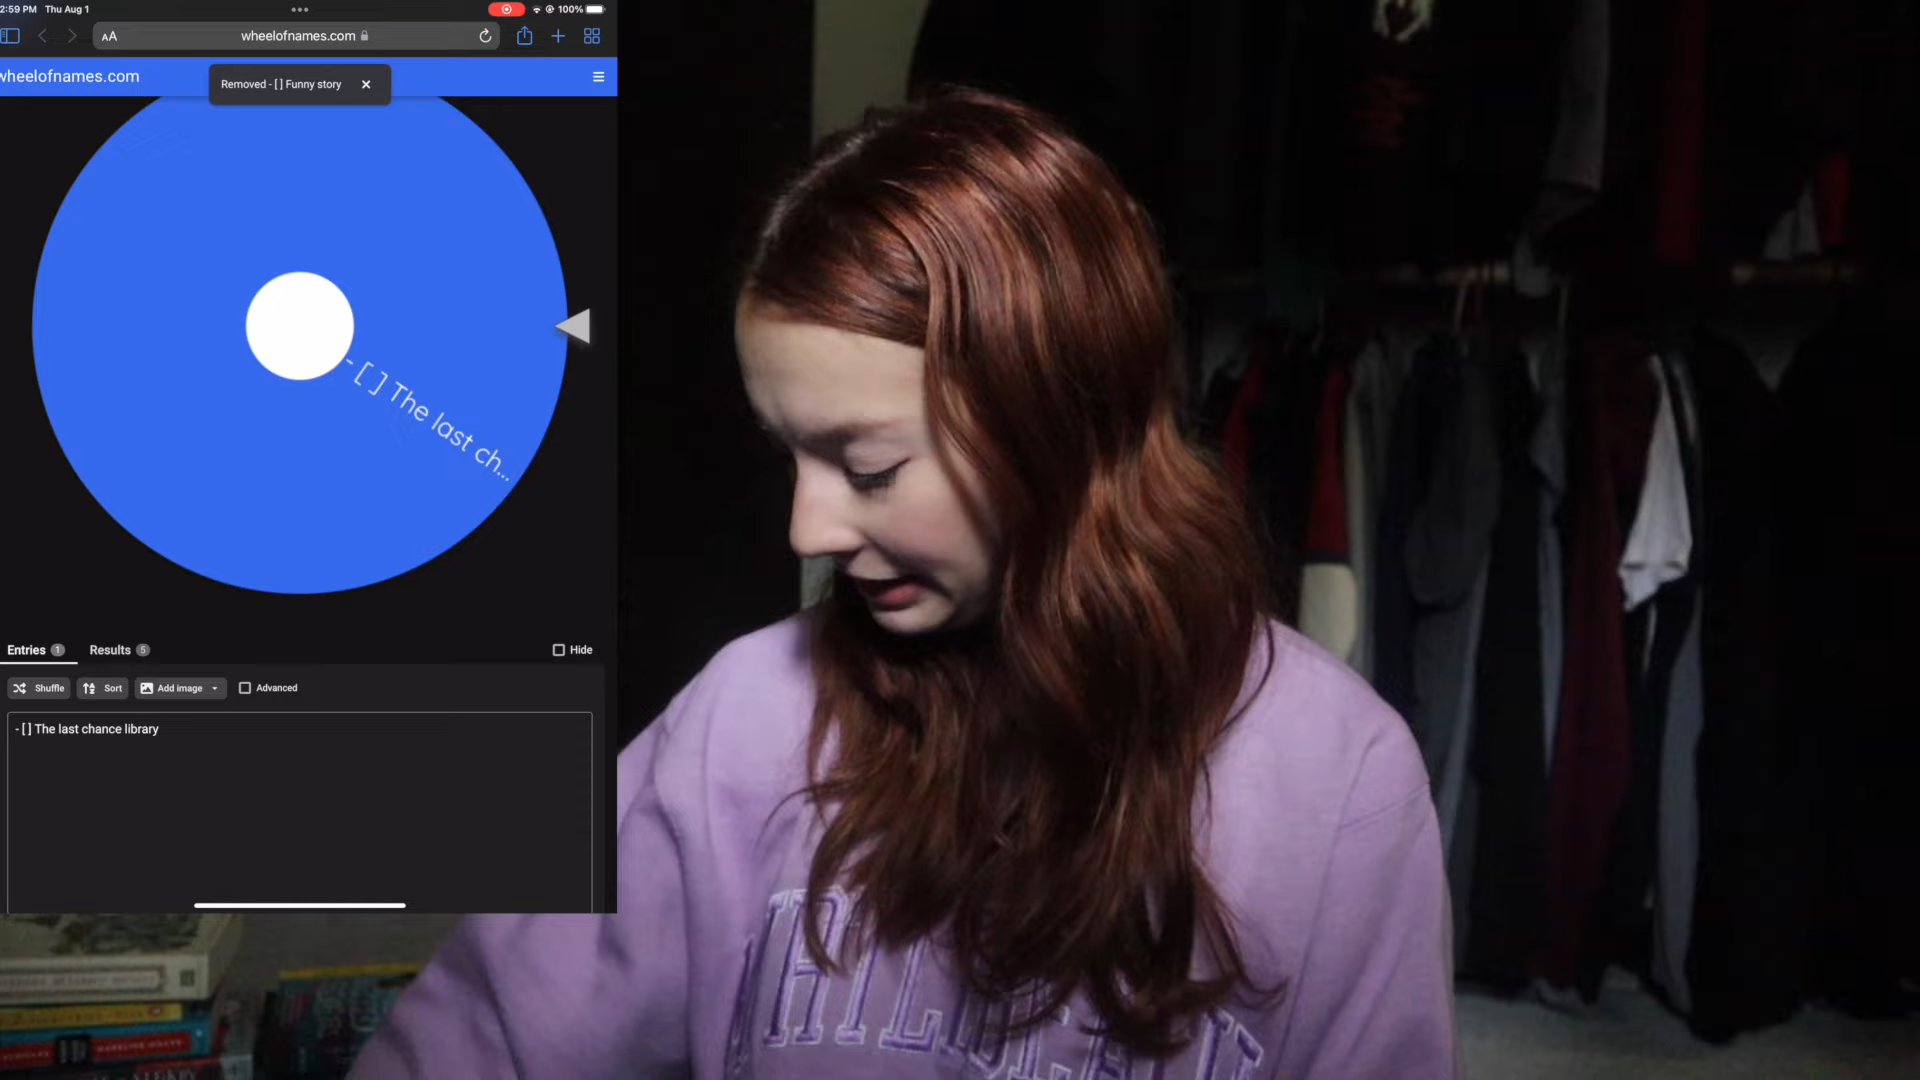 2:59 PM Thu Aug 1
100%
AA
wheelofnames.com
wheelofnames.com
Removed - [ ] Funny story
- [ ] The last ch...
Entries 1
Results 5
Hide
Shuffle
Sort
Add image
Advanced
- [ ] The last chance library